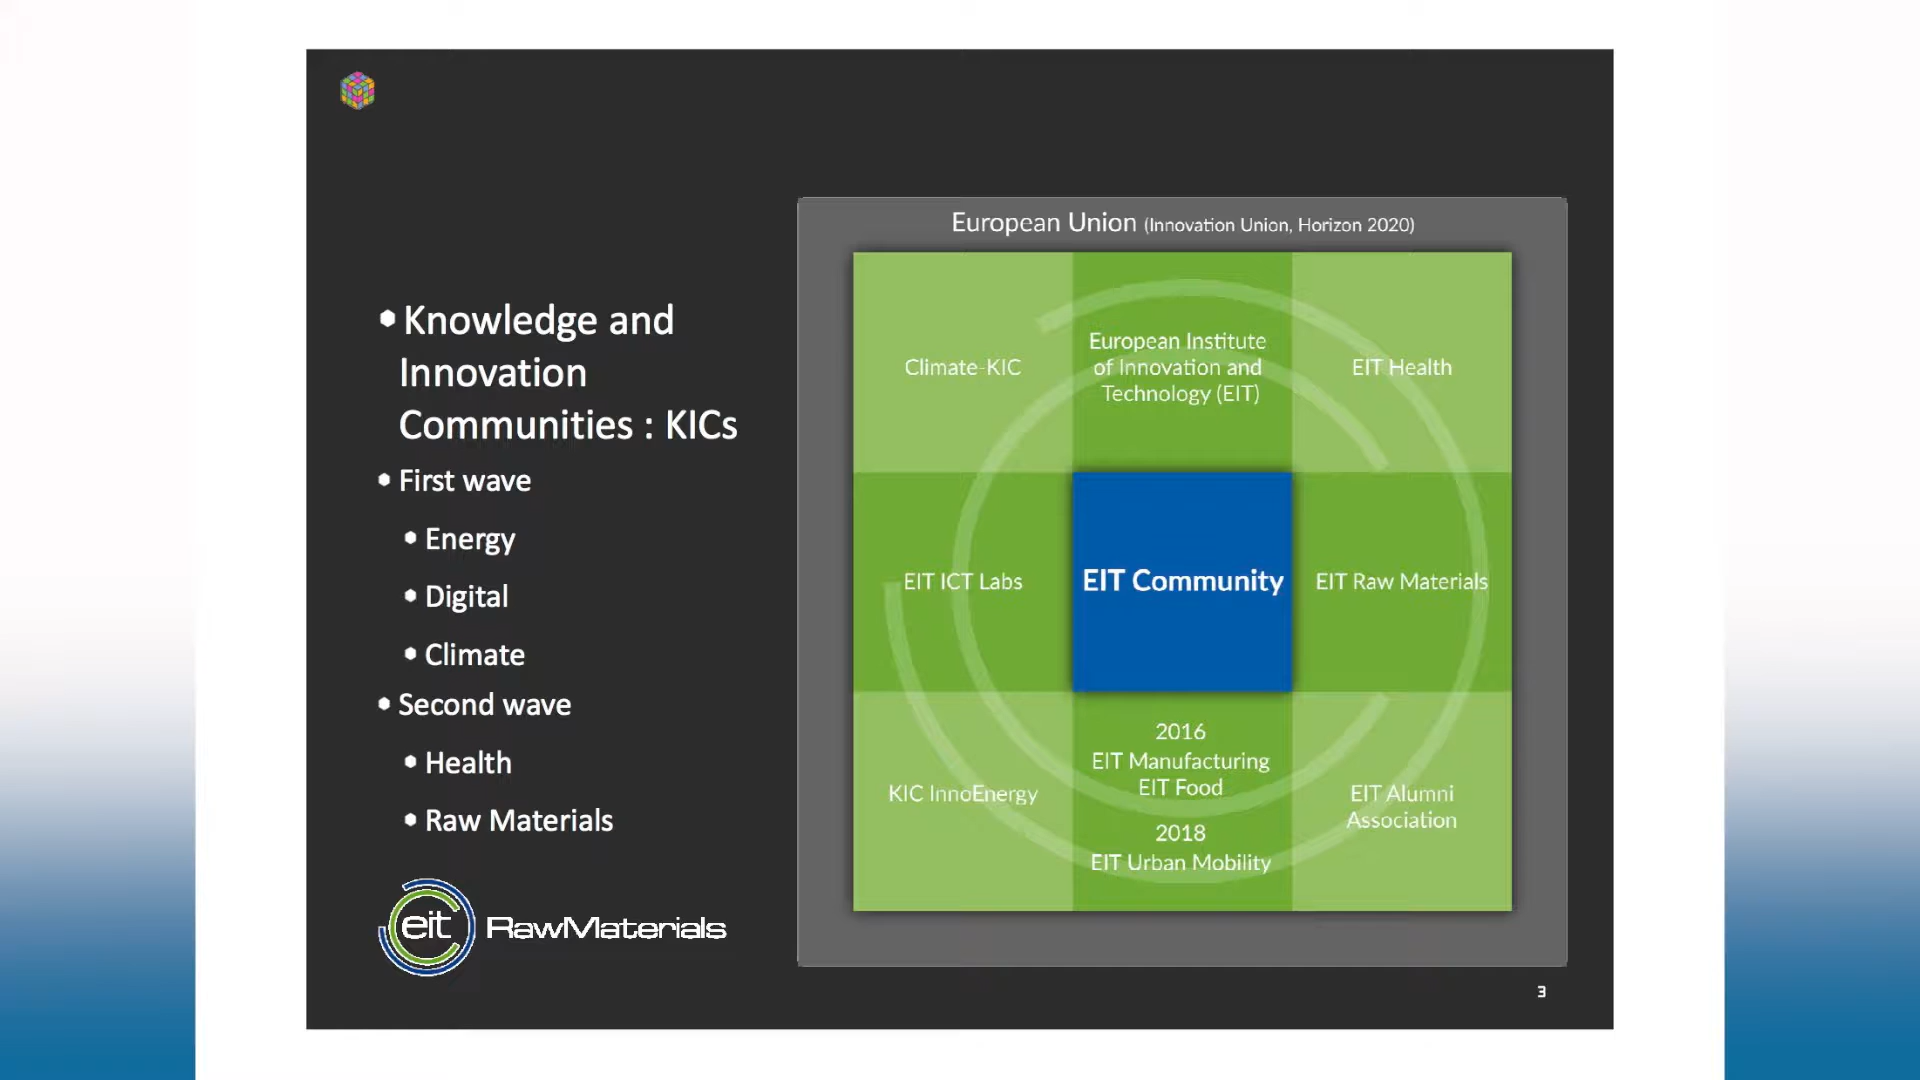 • Knowledge and
Innovation
Communities : KICs
• First wave
• Energy
• Digital
• Climate
• Second wave
• Health
• Raw Materials
eit RawMaterials
European Union (Innovation Union, Horizon 2020)
Climate-KIC
European Institute
of Innovation and
Technology (EIT)
EIT Health
EIT ICT Labs
EIT Community
EIT Raw Materials
KIC InnoEnergy
2016
EIT Manufacturing
EIT Food
2018
EIT Urban Mobility
EIT Alumni
Association
3